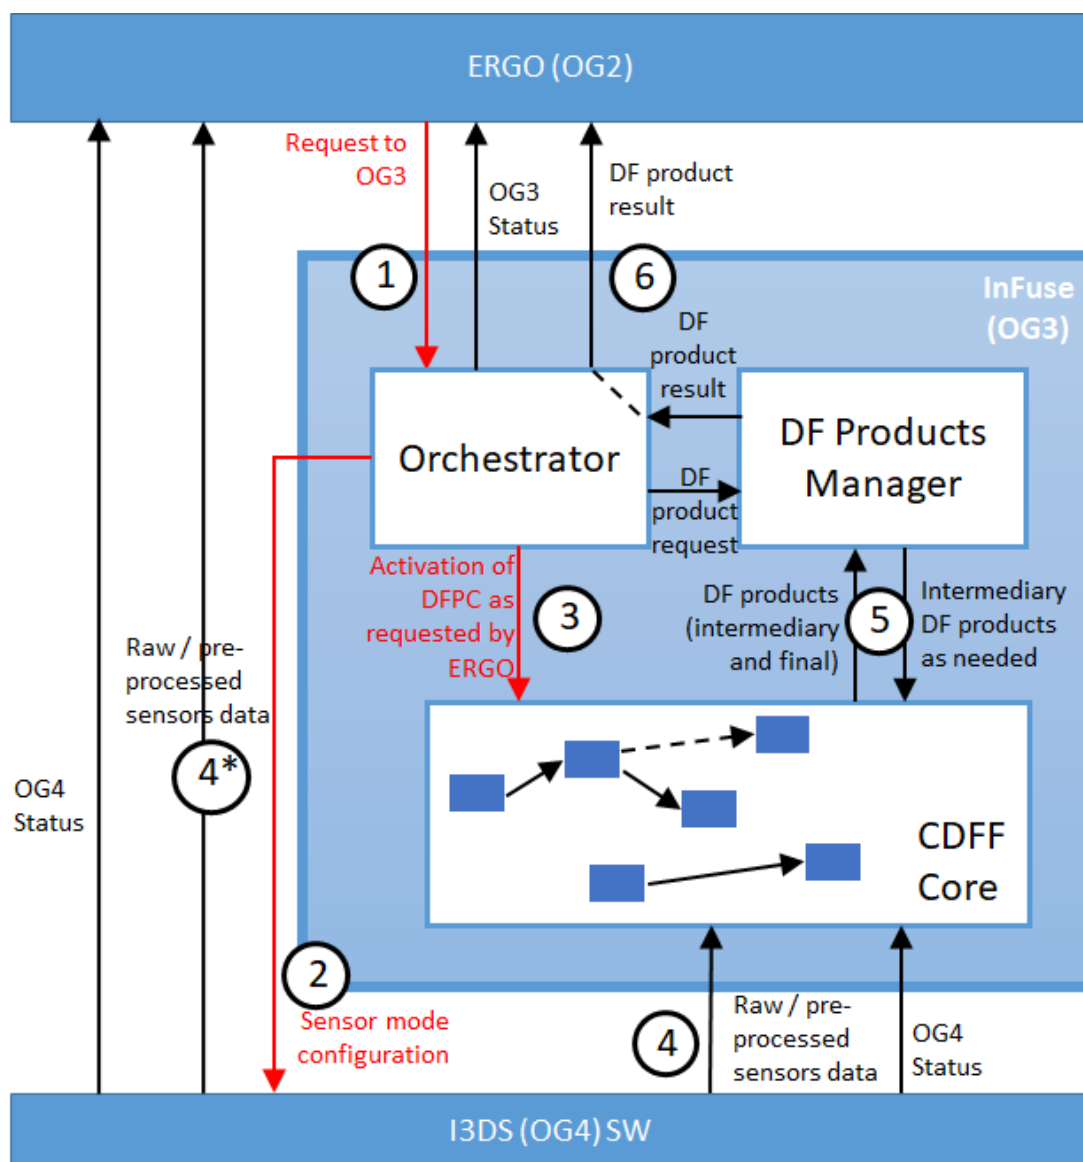 ERGO (OG2)
Request to
OG3
OG3
Status
DF product
result
1
6
InFuse
(OG3)
DF
product
result
Orchestrator
DF Products
Manager
DF
product
request
Activation of
DFPC as
requested by
ERGO
3
DF products
(intermediary
and final)
5
Intermediary
DF products
as needed
Raw / pre-
processed
sensors data
4*
OG4
Status
CDFF
Core
2
Sensor mode
configuration
4
Raw / pre-
processed
sensors data
OG4
Status
I3DS (OG4) SW